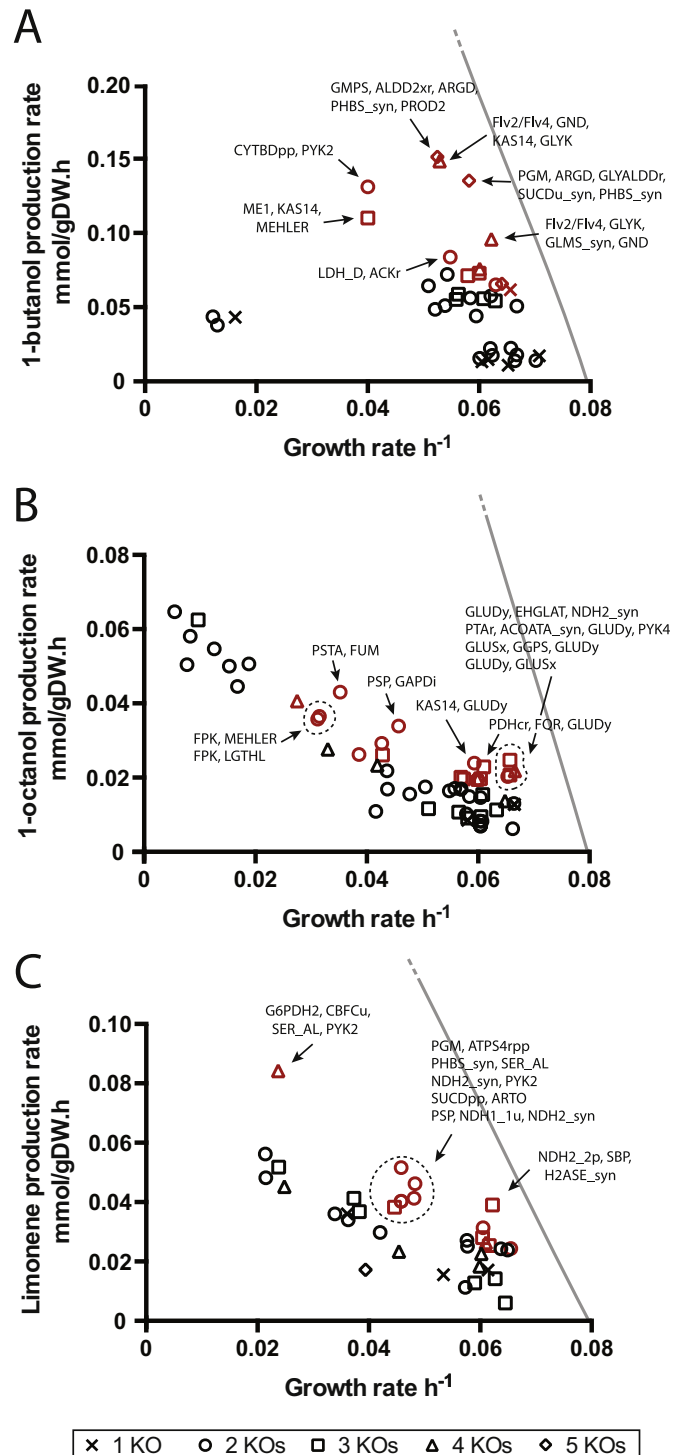 A
1-butanol production rate
mmol/gDW.h
0.20
0.15
0.10
0.05
0
GMPS, ALDD2xr, ARGD,
PHBS_syn, PROD2
Flv2/Flv4, GND,
KAS14, GLYK
CYTBDpp, PYK2
PGM, ARGD, GLYALDDr,
SUCDu_syn, PHBS_syn
ME1, KAS14,
MEHLER
Flv2/Flv4, GLYK,
GLMS_syn, GND
LDH_D, ACKr
0
0.02
0.04
0.06
0.08
Growth rate h-1
B
1-octanol production rate
mmol/gDW.h
0.08
0.06
0.04
0.02
0
GLUDy, EHGLAT, NDH2_syn
PTAr, ACOATA_syn, GLUDy, PYK4
GLUSx, GGPS, GLUDy
GLUDy, GLUSx
PSTA, FUM
PSP, GAPDi
KAS14, GLUDy
PDHcr, FQR, GLUDy
FPK, MEHLER
FPK, LGTHL
0
0.02
0.04
0.06
0.08
Growth rate h-1
C
Limonene production rate
mmol/gDW.h
0.10
0.08
0.06
0.04
0.02
0
G6PDH2, CBFCu,
SER_AL, PYK2
PGM, ATPS4rpp
PHBS_syn, SER_AL
NDH2_syn, PYK2
SUCDpp, ARTO
PSP, NDH1_1u, NDH2_syn
NDH2_2p, SBP,
H2ASE_syn
0
0.02
0.04
0.06
0.08
Growth rate h-1
1 KO 2 KOs 3 KOs 4 KOs 5 KOs